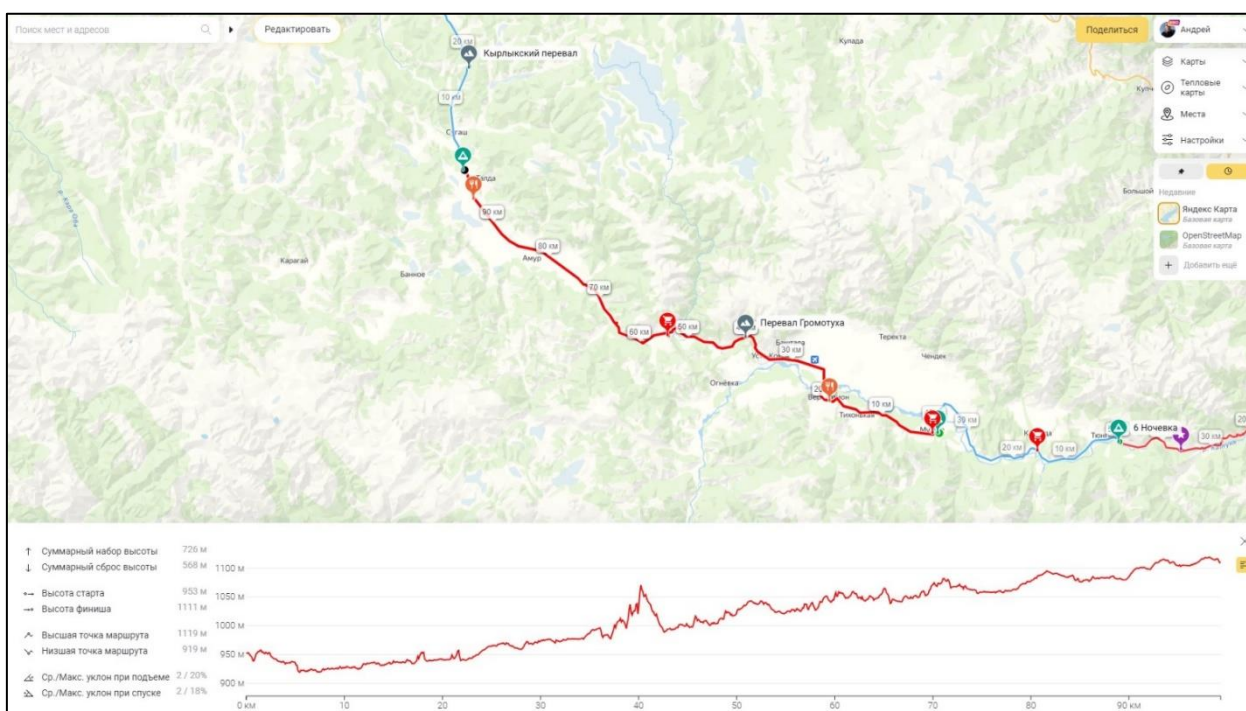 Поиск мест и адресов
Редактировать
20 км
Кырлыкский перевал
Кулада
Поделиться
Андрей
Карты
Тепловые
карты
Места
Настройки
10 км
Талда
90 км
Большой
Недавние
Яндекс Карта
Базовая карта
OpenStreetMap
Базовая карта
Добавить ещё
80 км
Амур
Карагай
Банное
70 км
60 км
50 км
Перевал Громотуха
Теректа
30 км
Чендек
Огнёвка
10 км
Тихонькая
30 км
20 км
10 км
6 Ночевка
30 км
Суммарный набор высоты 726 м
Суммарный сброс высоты 568 м
Высота старта 953 м
Высота финиша 1111 м
Высшая точка маршрута 1119 м
Низшая точка маршрута 919 м
Ср./Макс. уклон при подъеме 2 / 20%
Ср./Макс. уклон при спуске 2 / 18%
1100 м
1050 м
1000 м
950 м
900 м
0 км 10 20 30 40 50 60 70 80 90 км